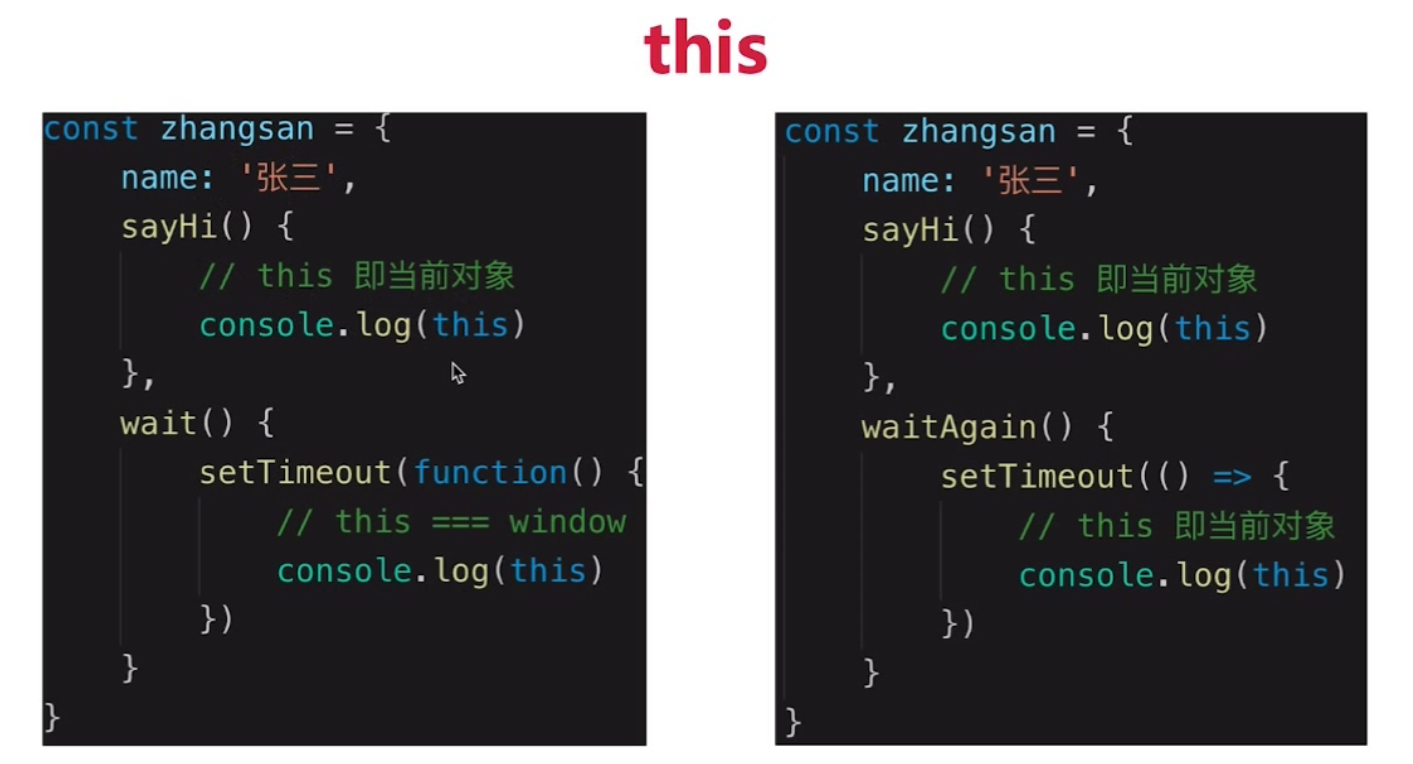 this
const zhangsan = {
    name: '张三',
    sayHi() {
        // this 即当前对象
        console.log(this)
    },
    wait() {
        setTimeout(function() {
            // this === window
            console.log(this)
        })
    }
}
const zhangsan = {
    name: '张三',
    sayHi() {
        // this 即当前对象
        console.log(this)
    },
    waitAgain() {
        setTimeout(() => {
            // this 即当前对象
            console.log(this)
        })
    }
}